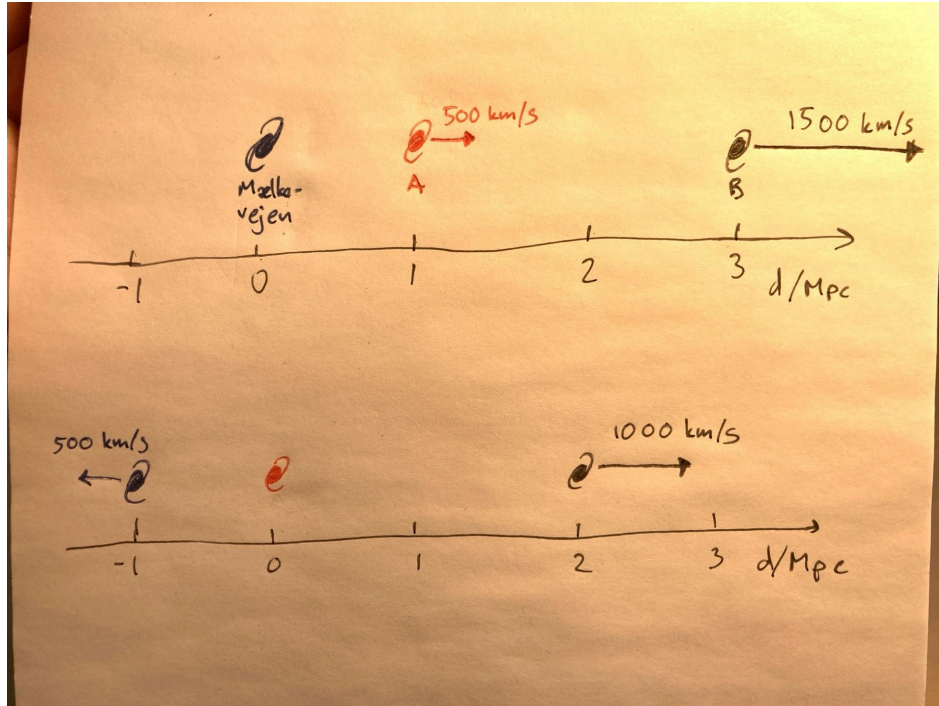 500 km/s
1500 km/s
Mælke-
vejen
A
B
-1 0 1 2 3 d/Mpc
500 km/s
1000 km/s
-1 0 1 2 3 d/Mpc